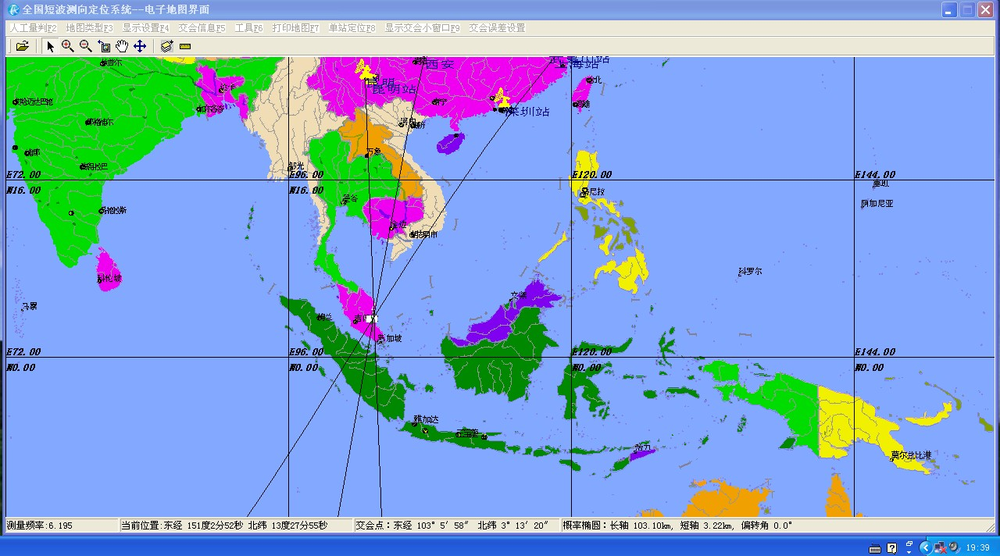 全国短波测向定位系统--电子地图界面
人工量判F2 地图类型F3 显示设置F4 交会信息F5 工具F6 打印地图F7 单站定位F8 显示交会小窗口F9 交会误差设置
西安
上海站
昆明
昆明站
深圳站
台北
高雄
河内
万象
仰光
E72.00
E96.00
E120.00
E144.00
N16.00
N16.00
曼谷
马尼拉
阿加尼亚
金边
胡志明市
科伦坡
科罗尔
马累
棉兰
新加坡
E72.00
E96.00
E120.00
E144.00
N0.00
N0.00
N0.00
N0.00
雅加达
帝力
莫尔兹比港
测量频率:6.195
当前位置:东经 151度2分52秒 北纬 13度27分55秒
交会点：东经 103° 5′ 58″ 北纬 3° 13′ 20″
概率椭圆：长轴 103.10km, 短轴 3.22km, 偏转角 0.0°
19:39